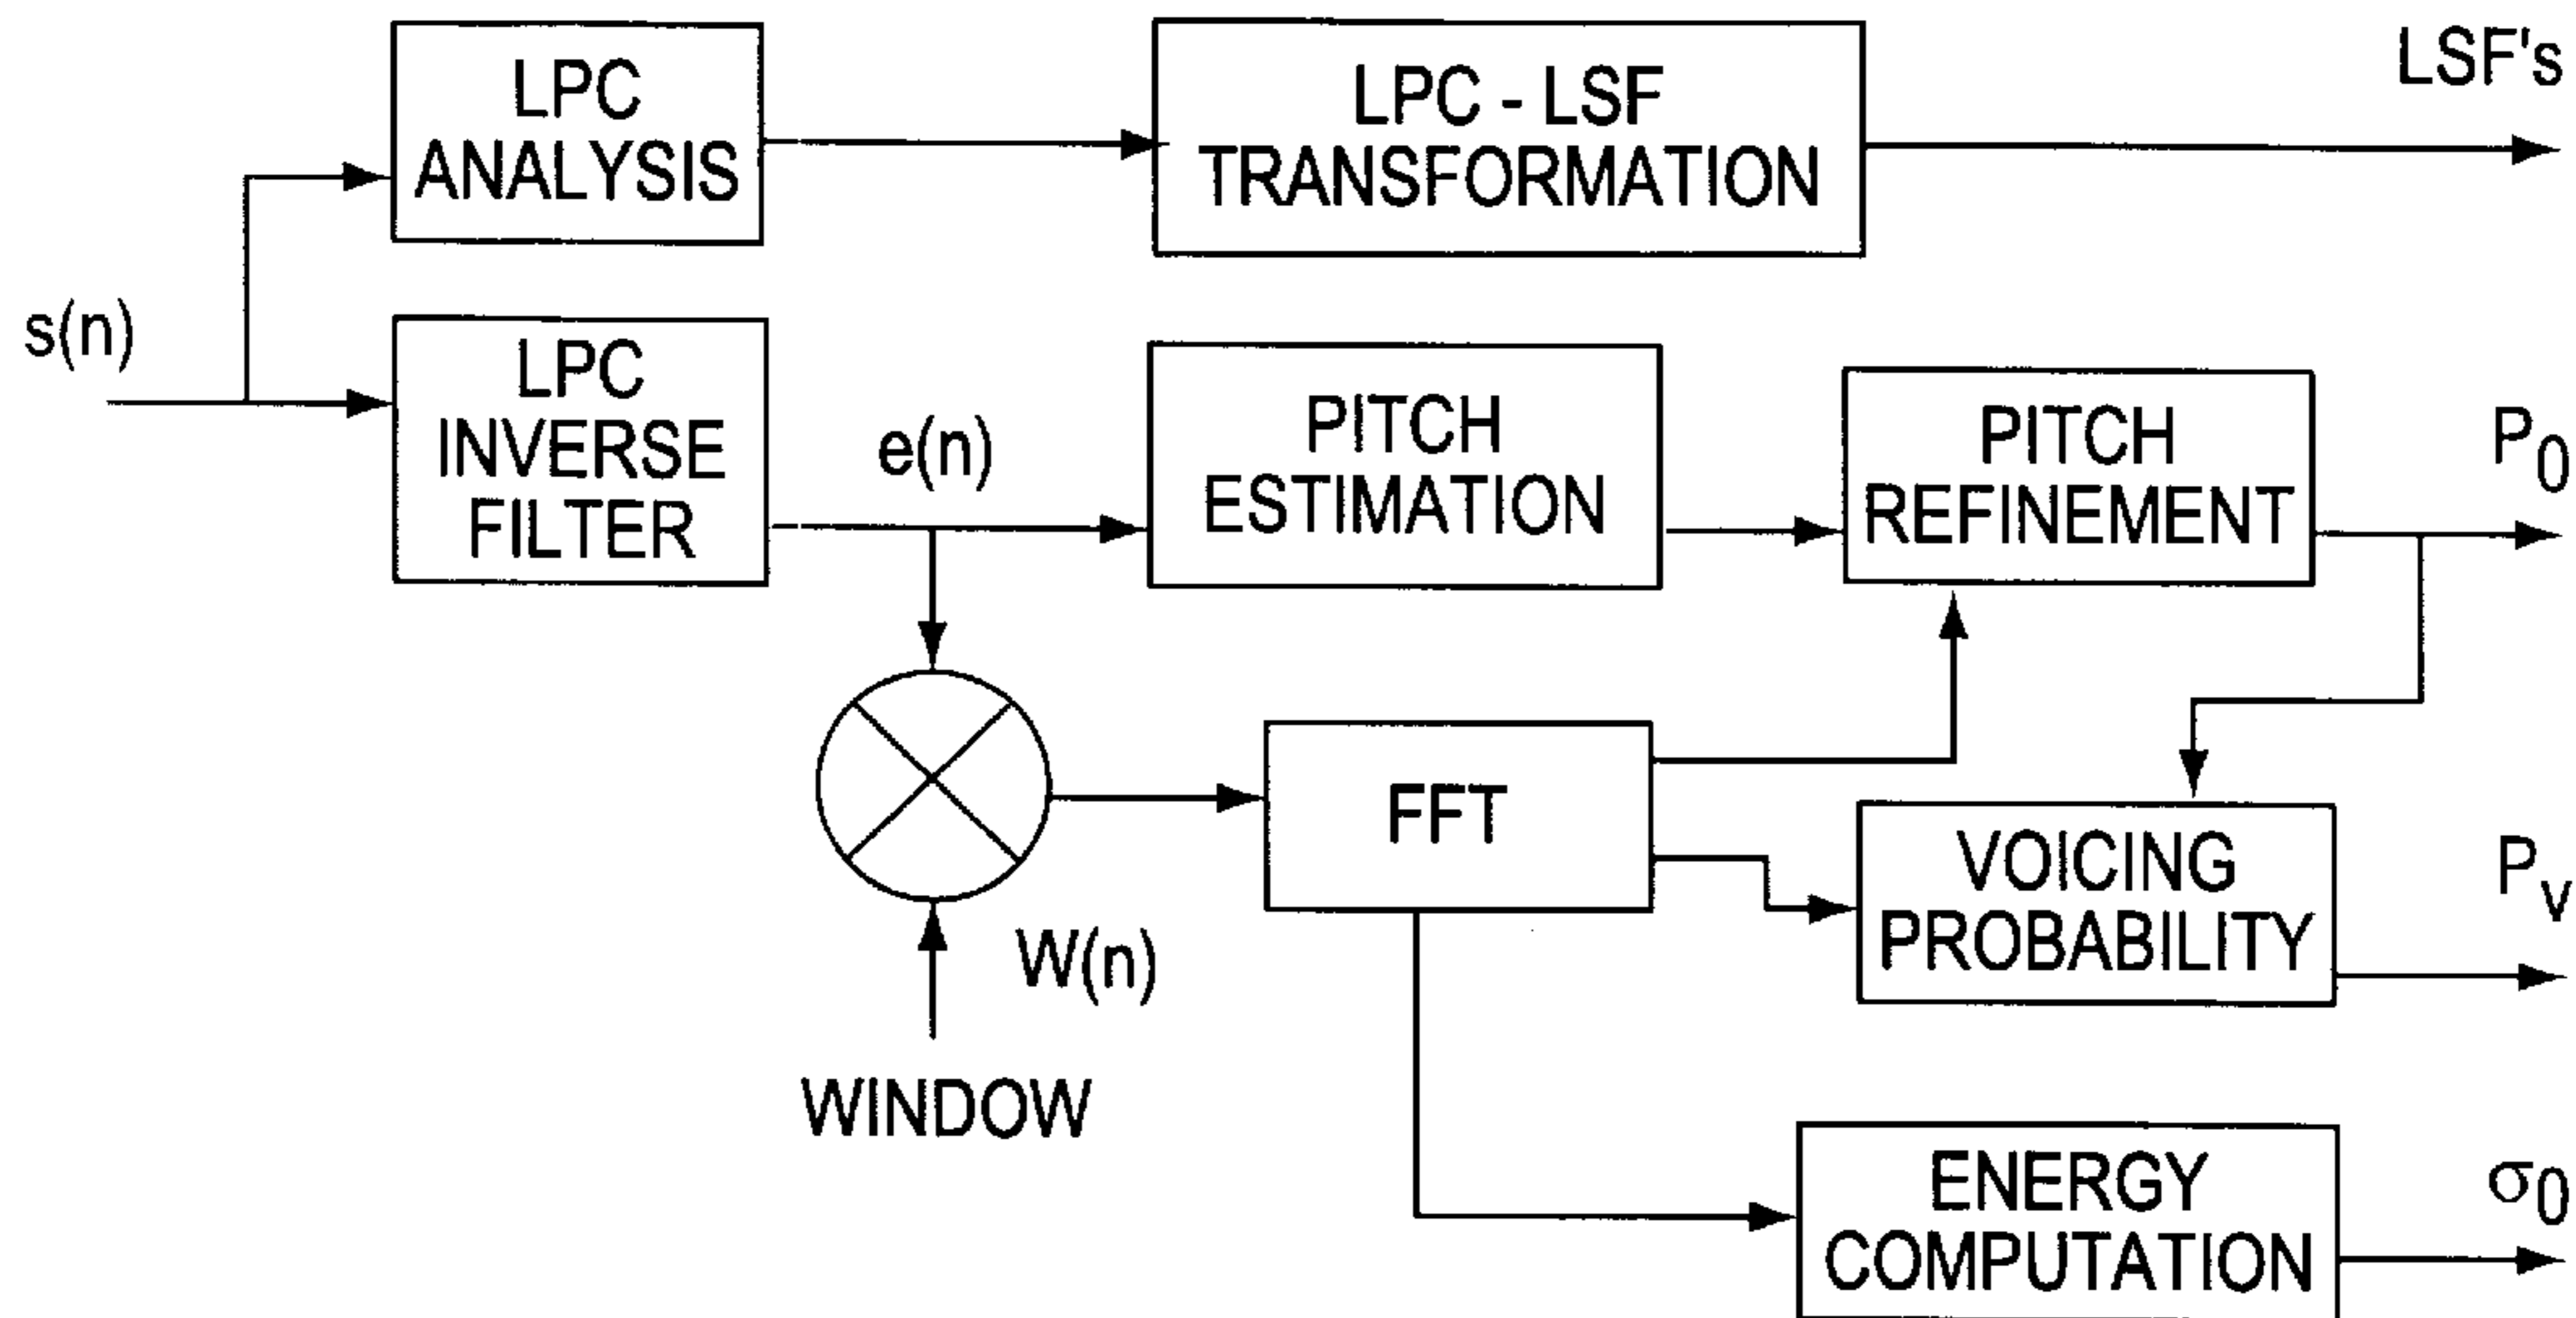 LPC
ANALYSIS
LPC - LSF
TRANSFORMATION
LSF's
s(n)
LPC
INVERSE
FILTER
e(n)
PITCH
ESTIMATION
PITCH
REFINEMENT
P0
FFT
VOICING
PROBABILITY
Pv
W(n)
WINDOW
ENERGY
COMPUTATION
σ0